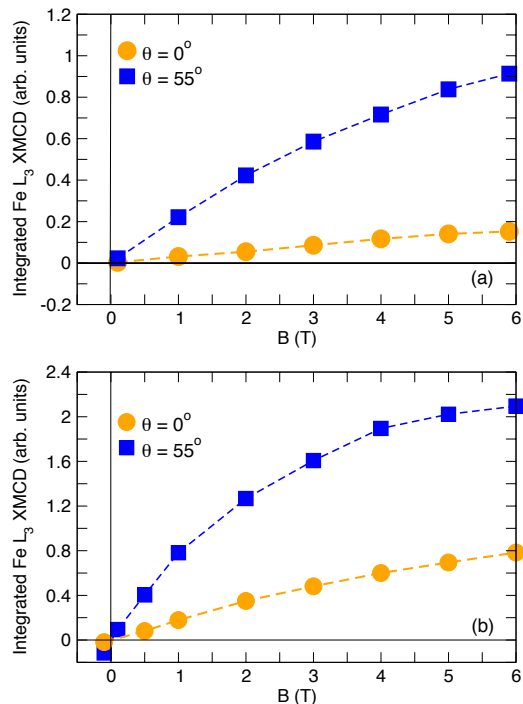 1.2
1
0.8
0.6
0.4
0.2
0
-0.2
Integrated Fe L₃ XMCD (arb. units)
θ = 0°
θ = 55°
(a)
0 1 2 3 4 5 6
B (T)
2.4
2
1.6
1.2
0.8
0.4
0
Integrated Fe L₃ XMCD (arb. units)
θ = 0°
θ = 55°
(b)
0 1 2 3 4 5 6
B (T)